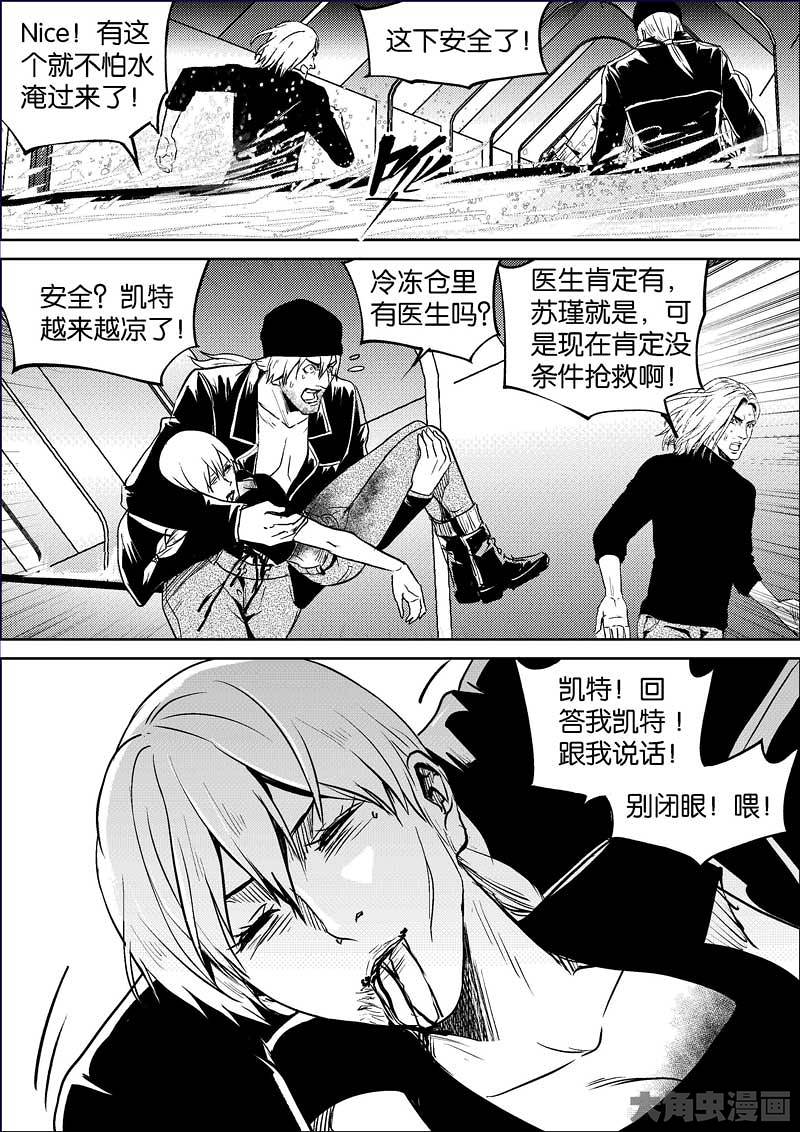 Nice！有这
个就不怕水
淹过来了！
这下安全了！
安全？凯特
越来越凉了！
冷冻仓里
有医生吗？
医生肯定有，
苏瑾就是，可
是现在肯定没
条件抢救啊！
凯特！回
答我凯特！
跟我说话！
别闭眼！喂！
大角虫漫画